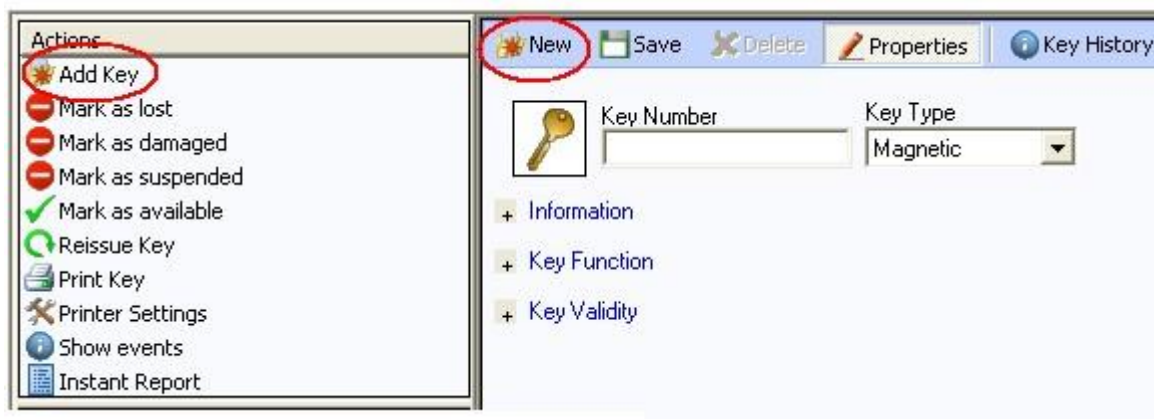 Actions
Add Key
Mark as lost
Mark as damaged
Mark as suspended
Mark as available
Reissue Key
Print Key
Printer Settings
Show events
Instant Report
New Save Delete Properties Key History
Key Number Key Type
Magnetic
+ Information
+ Key Function
+ Key Validity